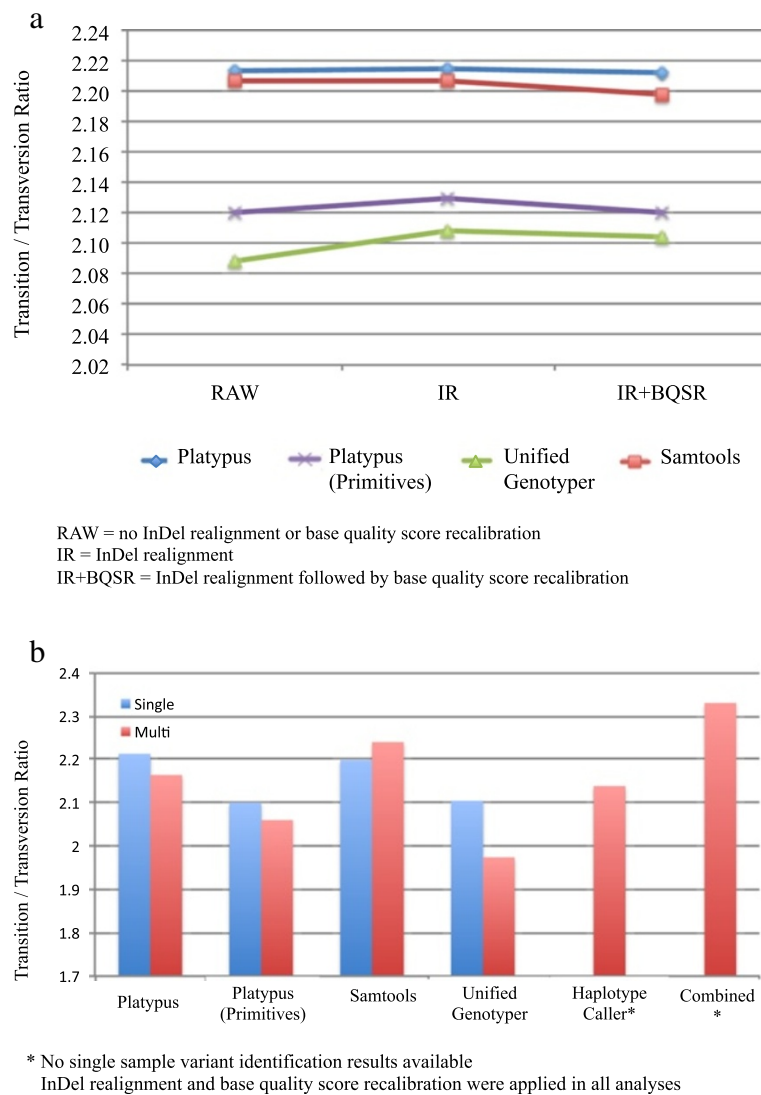 a
2.24
2.22
2.20
2.18
2.16
2.14
2.12
2.10
2.08
2.06
2.04
2.02
Transition / Transversion Ratio
RAW IR IR+BQSR
Platypus Platypus Unified Samtools
(Primitives) Genotyper
RAW = no InDel realignment or base quality score recalibration
IR = InDel realignment
IR+BQSR = InDel realignment followed by base quality score recalibration
b
2.4
2.3
2.2
2.1
2
1.9
1.8
1.7
Transition / Transversion Ratio
Single
Multi
Platypus Platypus Samtools Unified Haplotype Combined
(Primitives) Genotyper Caller* *
* No single sample variant identification results available
InDel realignment and base quality score recalibration were applied in all analyses